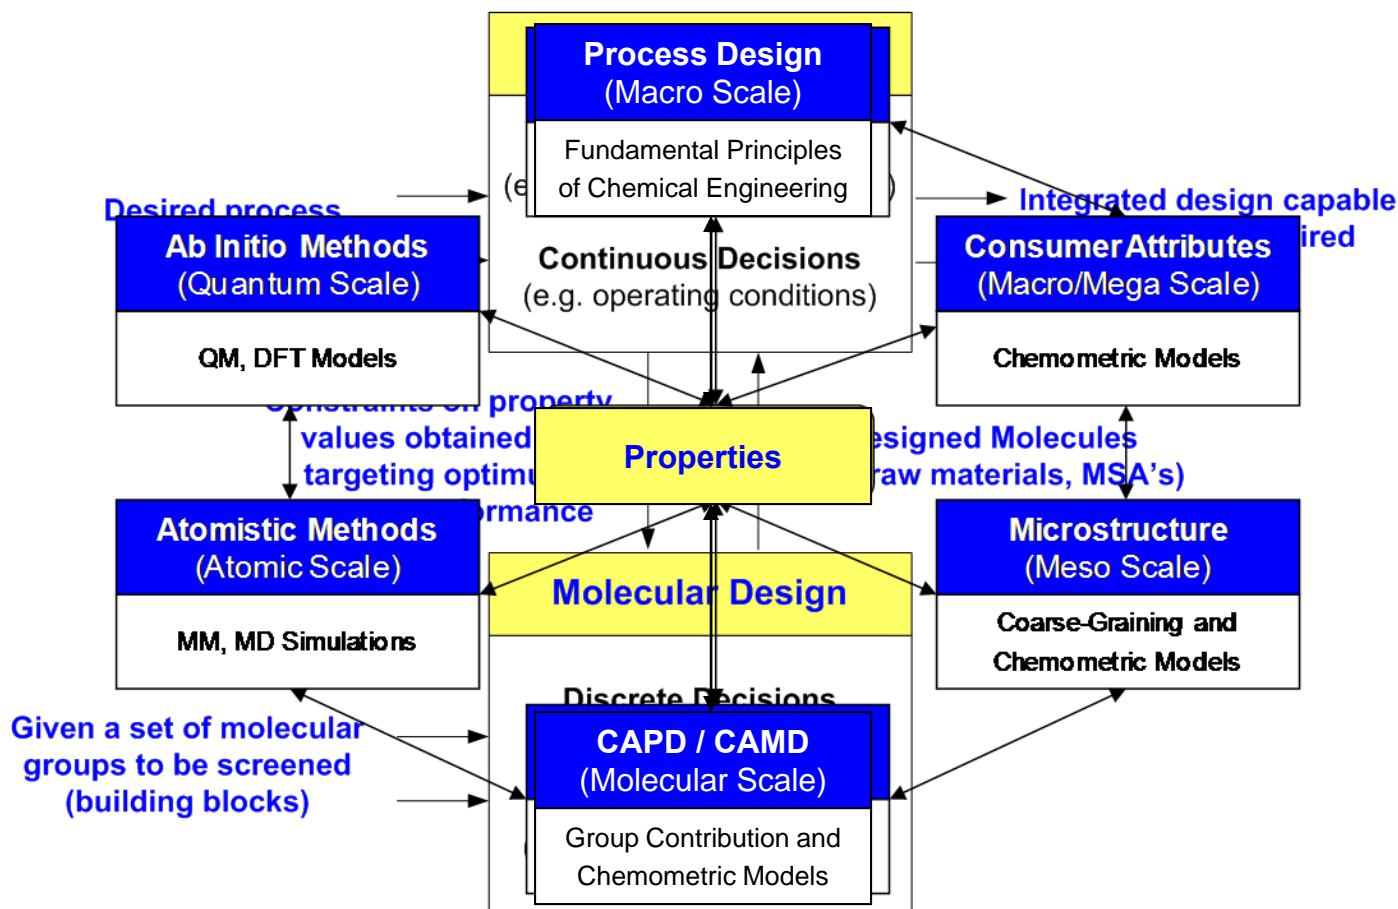 Process Design
(Macro Scale)
Fundamental Principles
of Chemical Engineering
Desired process
Integrated design capable
Ab Initio Methods
(Quantum Scale)
QM, DFT Models
Continuous Decisions
(e.g. operating conditions)
Consumer Attributes
(Macro/Mega Scale)
Chemometric Models
Constraints on property
values obtained
targeting
Properties
Designed Molecules
raw materials, MSA's)
Atomistic Methods
(Atomic Scale)
MM, MD Simulations
Molecular Design
Discrete Decisions
Microstructure
(Meso Scale)
Coarse-Graining and
Chemometric Models
Given a set of molecular
groups to be screened
(building blocks)
CAPD / CAMD
(Molecular Scale)
Group Contribution and
Chemometric Models